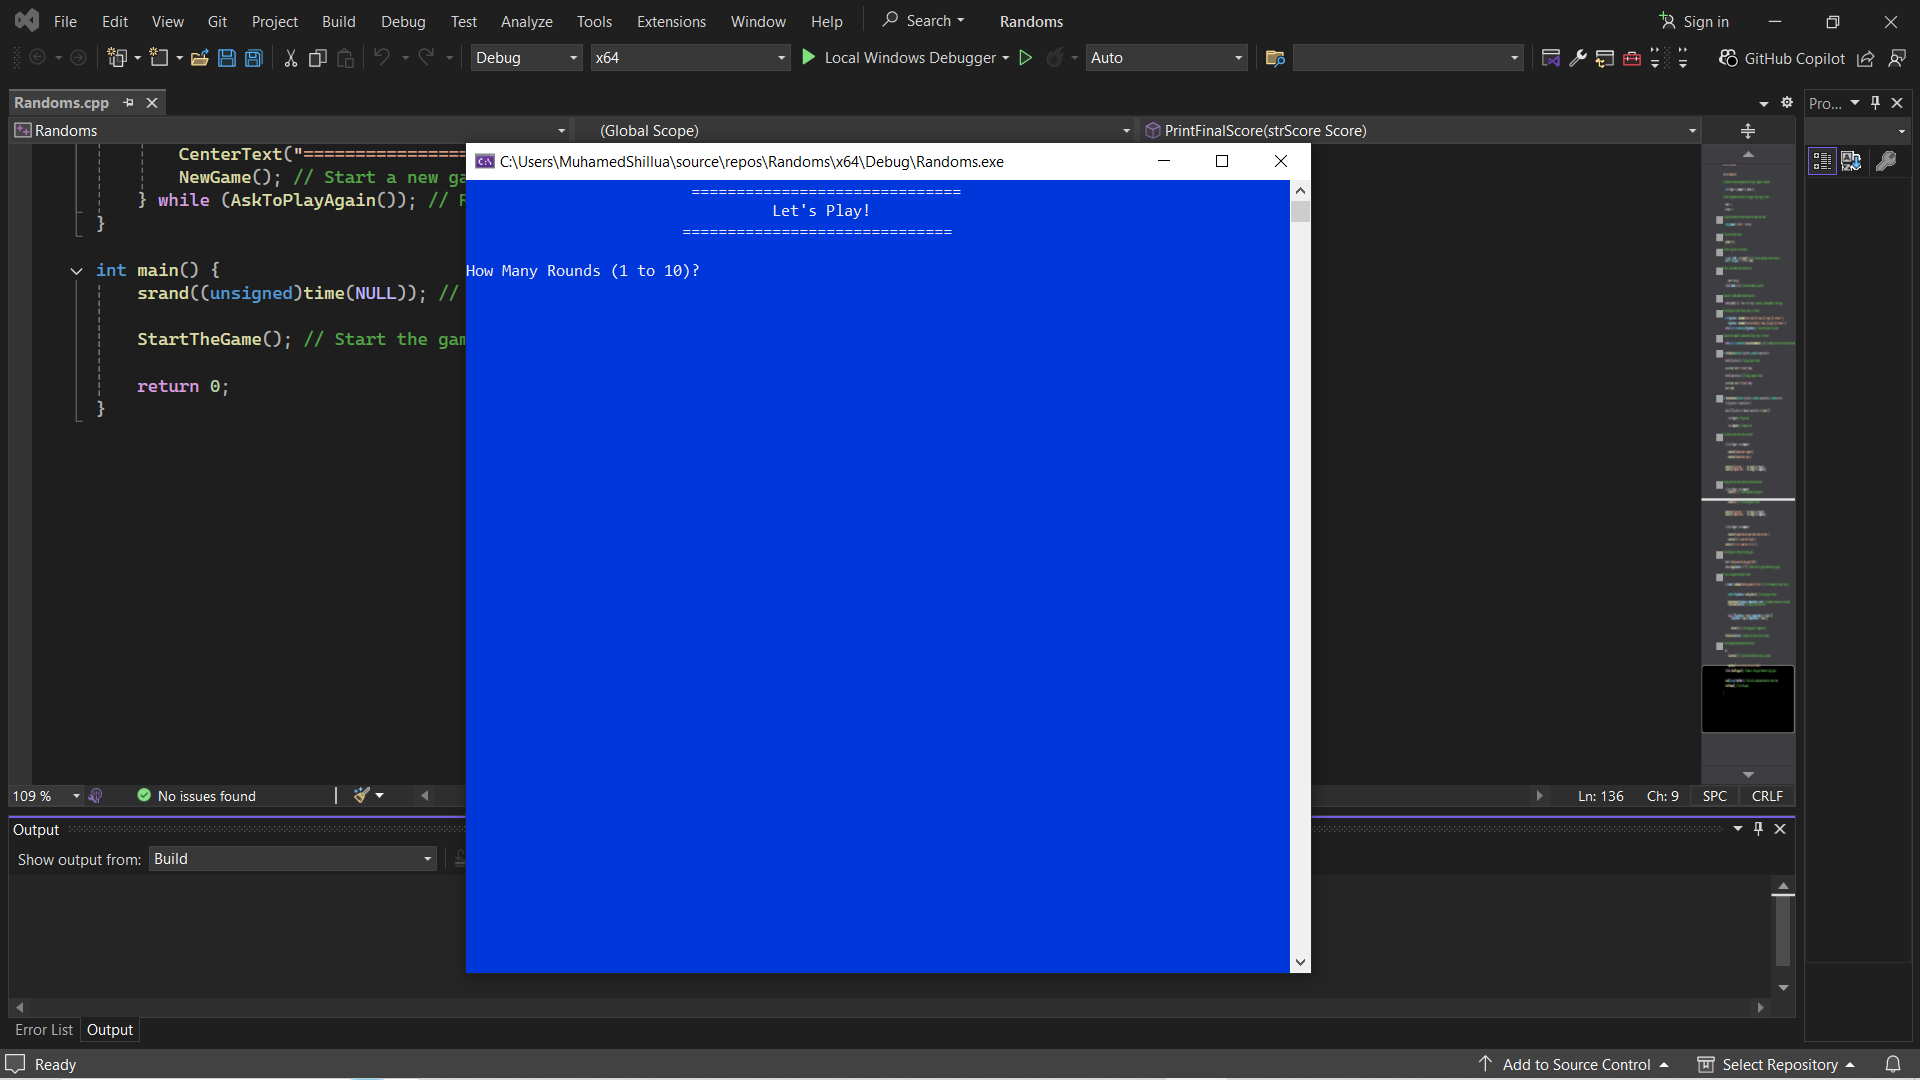 File Edit View Git Project Build Debug Test Analyze Tools Extensions Window Help Search Randoms Sign in
Debug x64 Local Windows Debugger Auto GitHub Copilot
Randoms.cpp Pro...
Randoms (Global Scope) PrintFinalScore(strScore Score)
CenterText("==================
NewGame(); // Start a new ga
} while (AskToPlayAgain()); // R
}
int main() {
srand((unsigned)time(NULL)); //
StartTheGame(); // Start the gam
return 0;
}
C:\Users\MuhamedShillua\source\repos\Randoms\x64\Debug\Randoms.exe
==============================
Let's Play!
==============================
How Many Rounds (1 to 10)?
109 % No issues found Ln: 136 Ch: 9 SPC CRLF
Output
Show output from: Build
Error List Output
Ready Add to Source Control Select Repository